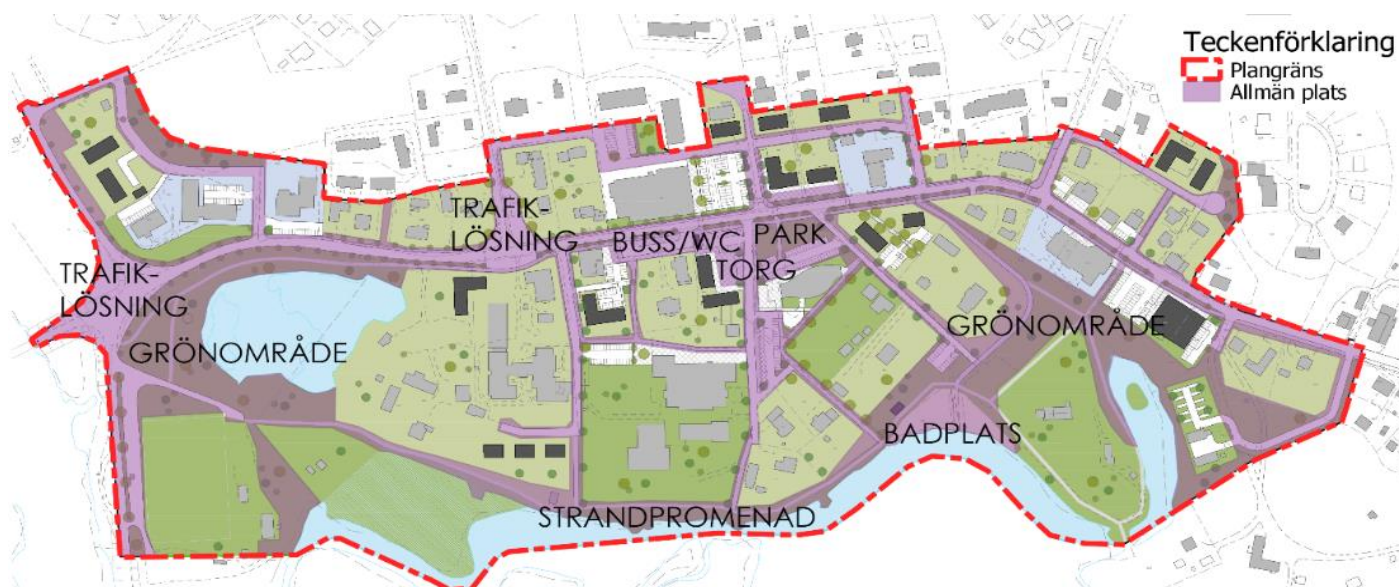 Teckenförklaring
Plangräns
Allmän plats
TRAFIK-
LÖSNING
BUSS/WC
PARK
TORG
TRAFIK-
LÖSNING
GRÖNOMRÅDE
GRÖNOMRÅDE
BADPLATS
STRANDPROMENAD